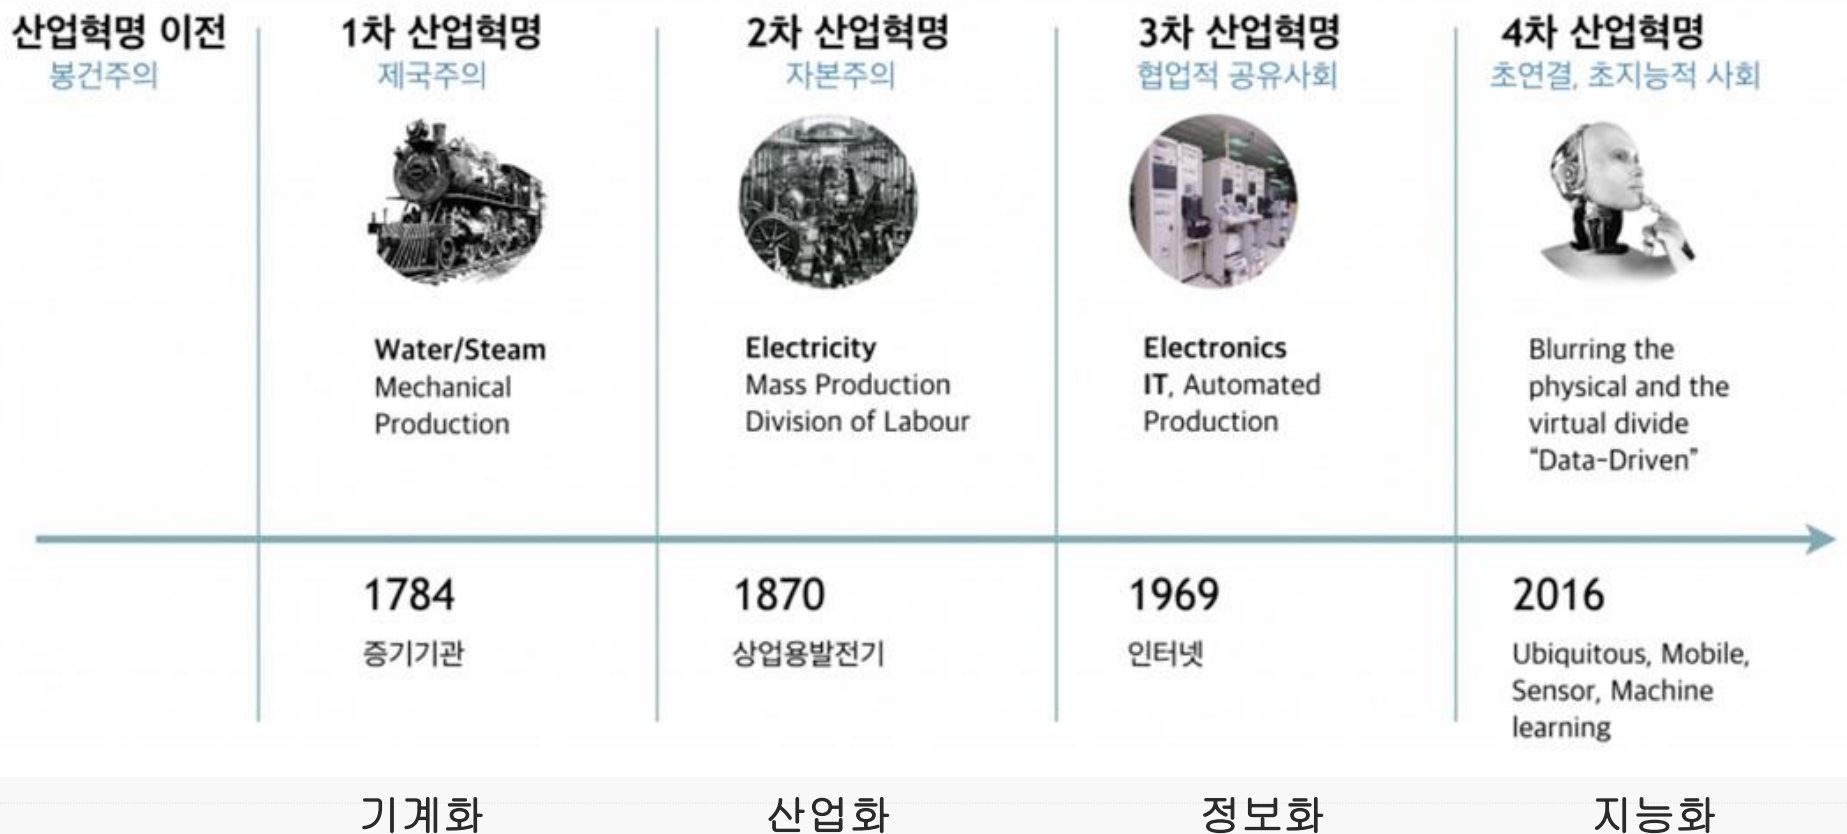 산업혁명 이전
봉건주의
1차 산업혁명
제국주의
Water/Steam
Mechanical
Production
1784
증기기관
기계화
2차 산업혁명
자본주의
Electricity
Mass Production
Division of Labour
1870
상업용발전기
산업화
3차 산업혁명
협업적 공유사회
Electronics
IT, Automated
Production
1969
인터넷
정보화
4차 산업혁명
초연결, 초지능적 사회
Blurring the
physical and the
virtual divide
“Data-Driven”
2016
Ubiquitous, Mobile,
Sensor, Machine
learning
지능화